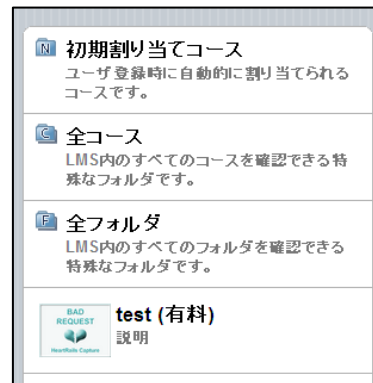 N 初期割り当てコース
ユーザ登録時に自動的に割り当てられる
コースです。
C 全コース
LMS内のすべてのコースを確認できる特
殊なフォルダです。
F 全フォルダ
LMS内のすべてのフォルダを確認できる
特殊なフォルダです。
BAD
REQUEST
HeartRails Capture
test (有料)
説明